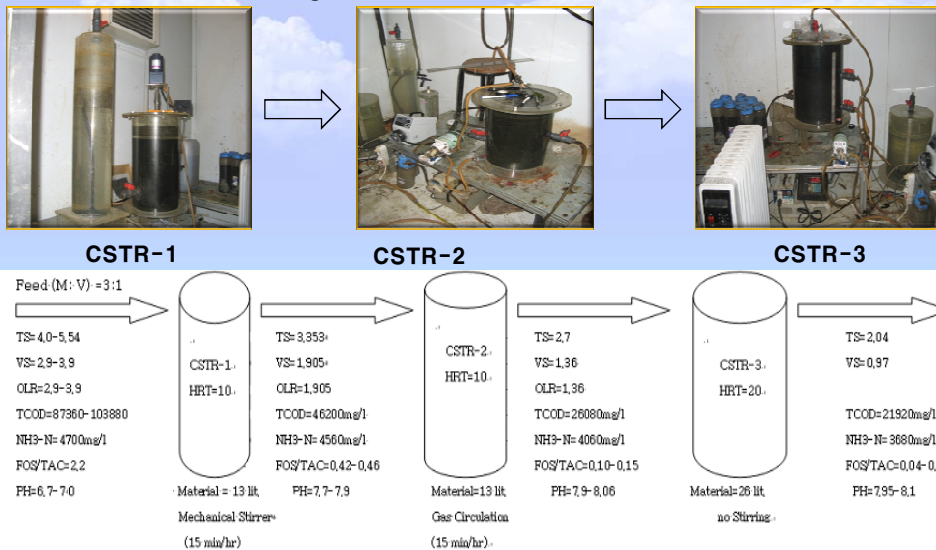 CSTR-1
CSTR-2
CSTR-3
Feed (M: V) =3:1
TS=4,0-5,54
VS=2,9-3,9
OLR=2,9-3,9
TCOD=87360-103880
NH3-N=4700mg/l
FOS/TAC=2,2
PH=6,7-7,0
CSTR-1
HRT=10
Material = 13 lit,
Mechanical Stirrer
(15 min/hr)
TS=3,353
VS=1,905
OLR=1,905
TCOD=46200mg/l
NH3-N=4560mg/l
FOS/TAC=0,42-0,46
PH=7,7-7,9
CSTR-2
HRT=10
Material=13 lit,
Gas Circulation
(15 min/hr)
TS=2,7
VS=1,36
OLR=1,36
TCOD=26080mg/l
NH3-N=4060mg/l
FOS/TAC=0,10-0,15
PH=7,9-8,06
CSTR-3
HRT=20
Material=26 lit,
no Stirring
TS=2,04
VS=0,97
TCOD=21920mg/l
NH3-N=3680mg/l
FOS/TAC=0,04-0,
PH=7,95-8,1